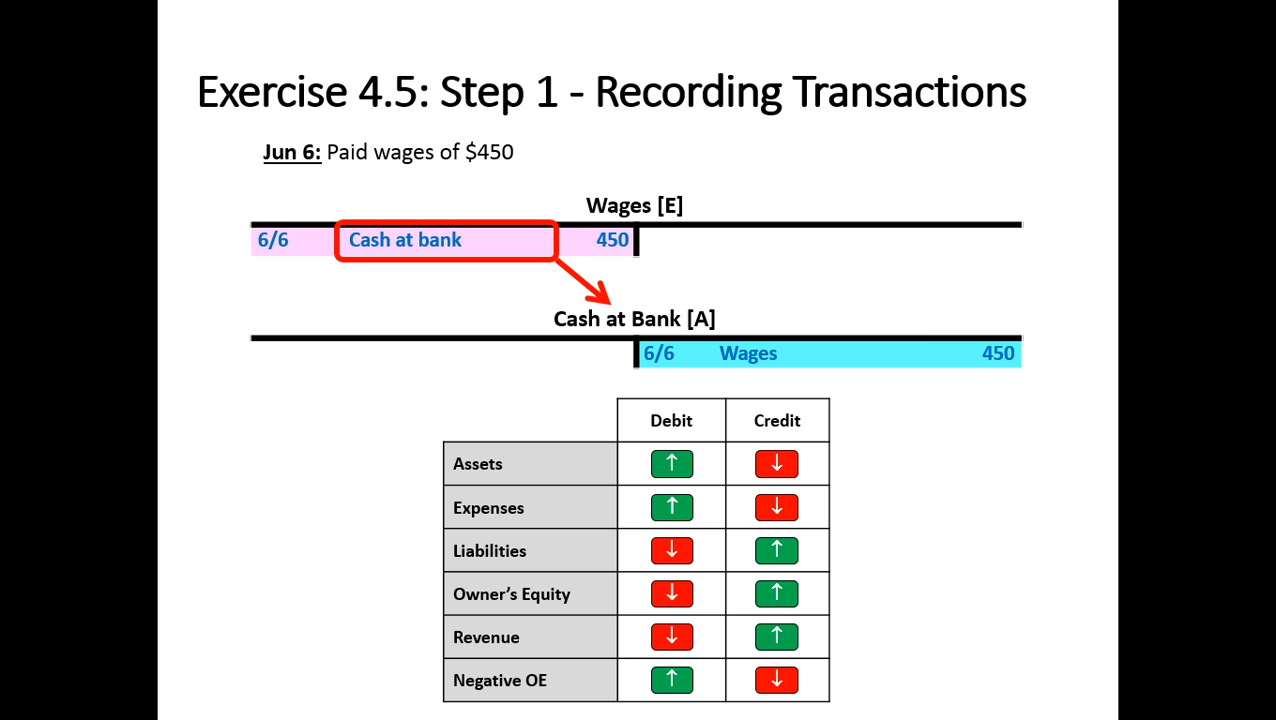 Exercise 4.5: Step 1 - Recording Transactions
Jun 6: Paid wages of $450
Wages [E]
6/6 Cash at bank 450
Cash at Bank [A]
6/6 Wages 450
Debit Credit
Assets ↑ ↓
Expenses ↑ ↓
Liabilities ↓ ↑
Owner’s Equity ↓ ↑
Revenue ↓ ↑
Negative OE ↑ ↓